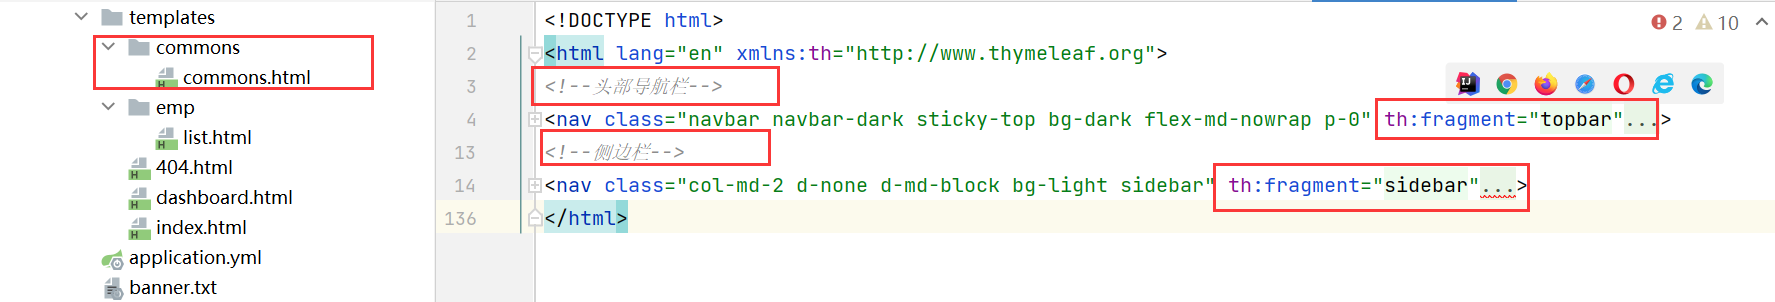 templates
commons
commons.html
emp
list.html
404.html
dashboard.html
index.html
application.yml
banner.txt
1 <!DOCTYPE html>
2 <html lang="en" xmlns:th="http://www.thymeleaf.org">
3 <!--头部导航栏-->
4 <nav class="navbar navbar-dark sticky-top bg-dark flex-md-nowrap p-0" th:fragment="topbar"...>
13 <!--侧边栏-->
14 <nav class="col-md-2 d-none d-md-block bg-light sidebar" th:fragment="sidebar"...>
136 </html>
2 10